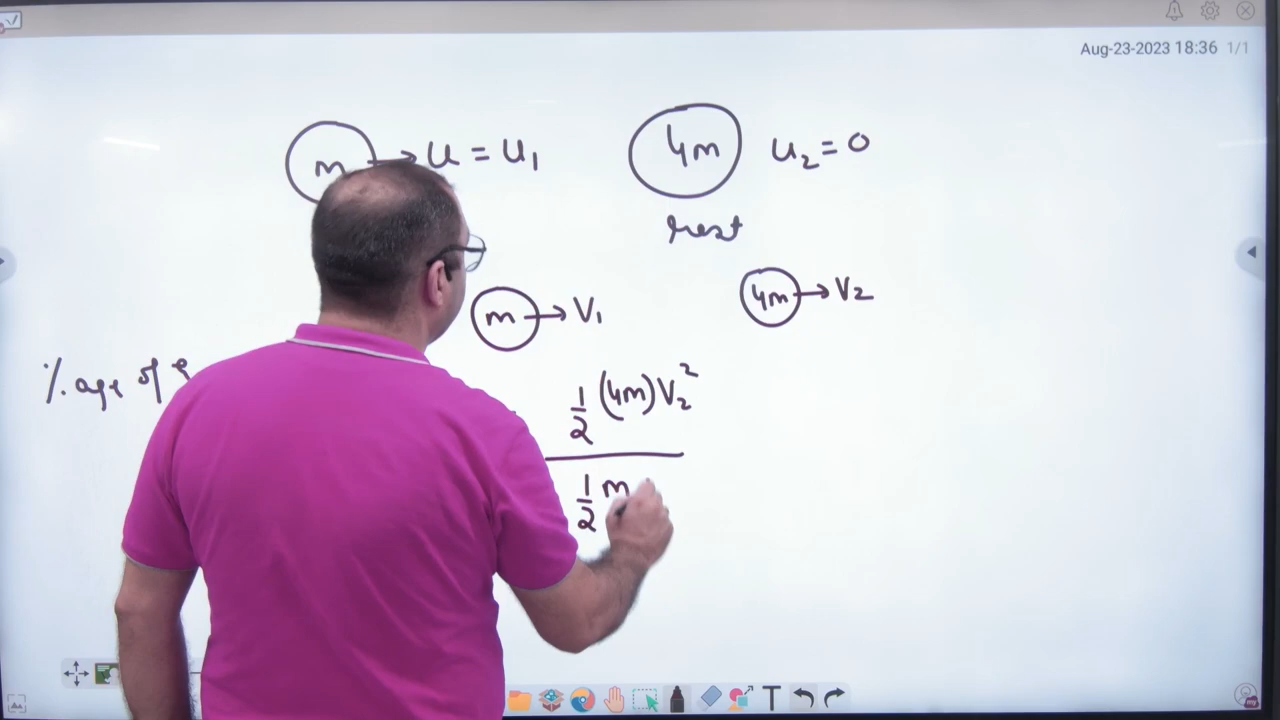 Aug-23-2023 18:36 1/1
m → u = u₁ 4m u₂ = 0
rest
m → V₁ 4m → V₂
% age of
½ (4m) V₂²
½ m
T